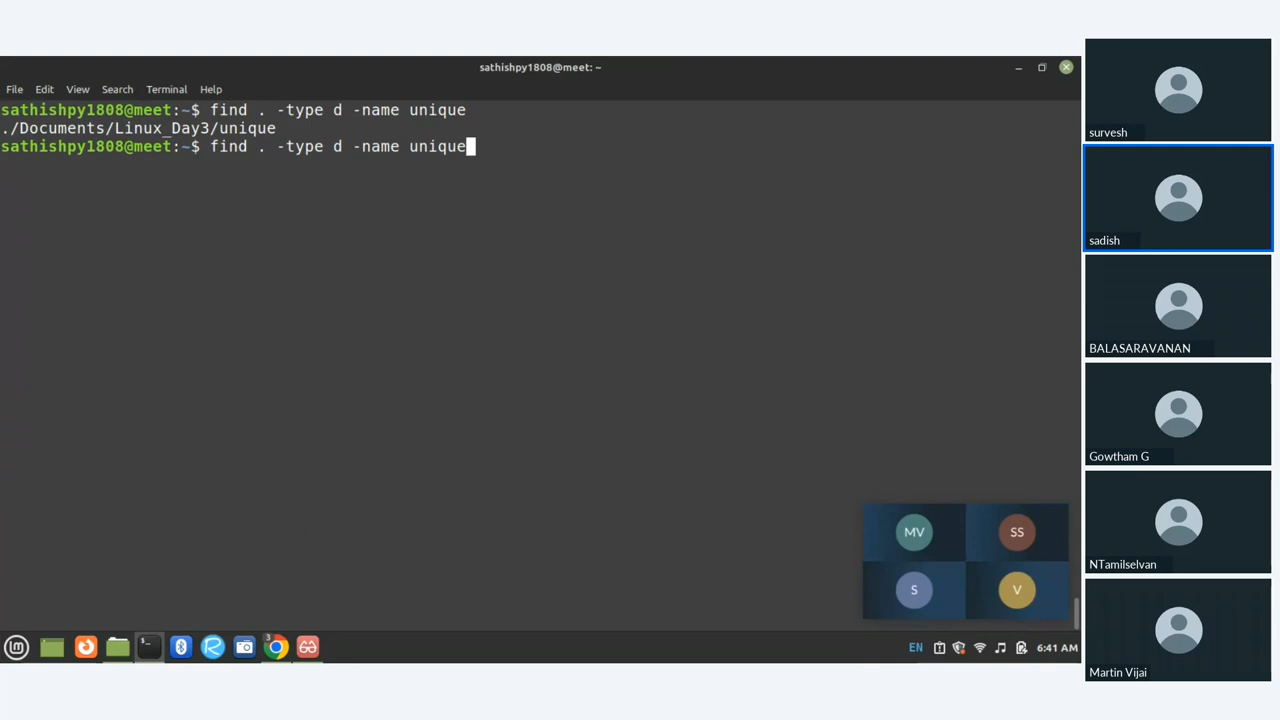 sathishpy1808@meet: ~
File Edit View Search Terminal Help
sathishpy1808@meet:~$ find . -type d -name unique
./Documents/Linux_Day3/unique
sathishpy1808@meet:~$ find . -type d -name unique
MV SS
S V
3
EN 6:41 AM
survesh
sadish
BALASARAVANAN
Gowtham G
NTamilselvan
Martin Vijai